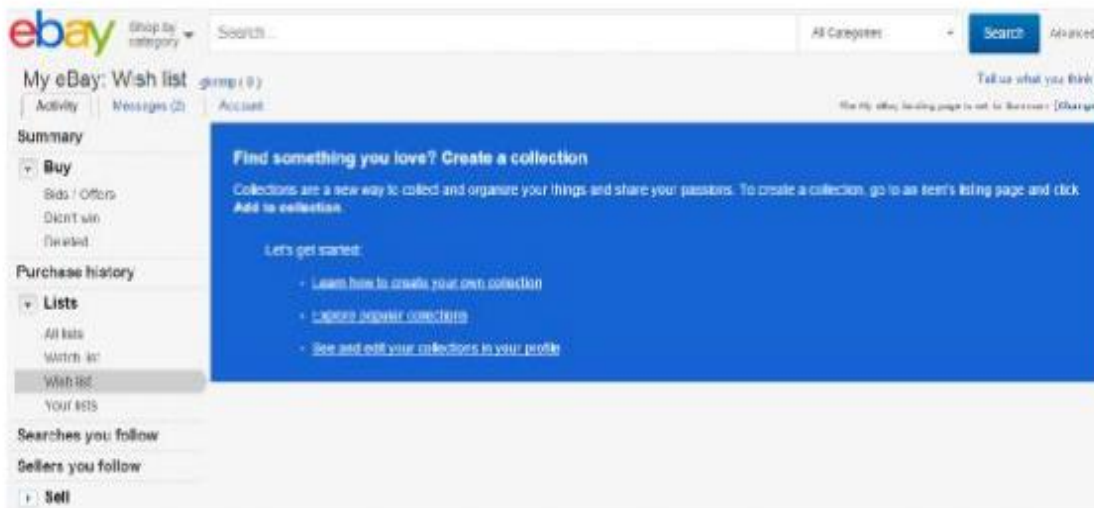 ebay
Shop by
category
Search...
All Categories
Search
Advanced
My eBay: Wish list ( 0 )
Tell us what you think
Activity
Messages (2)
Account
[Change
Summary
Buy
Bids / Offers
Didn't win
Deleted
Purchase history
Lists
All lists
Watch list
Wish list
Your lists
Searches you follow
Sellers you follow
Sell
Find something you love? Create a collection
Collections are a new way to collect and organize your things and share your passions. To create a collection, go to an item's listing page and click
Add to collection.
Let's get started:
Learn how to create your own collection
Explore popular collections
See and edit your collections in your profile